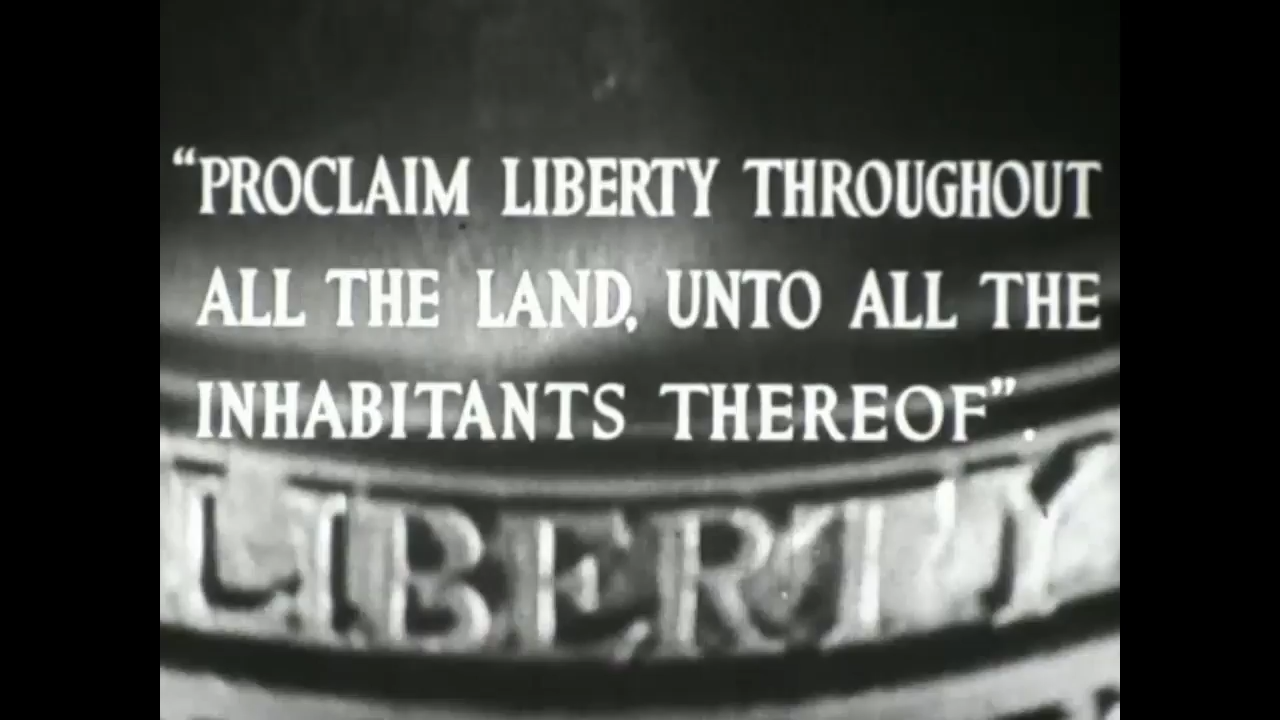 “PROCLAIM LIBERTY THROUGHOUT
ALL THE LAND, UNTO ALL THE
INHABITANTS THEREOF”.
LIBERTY